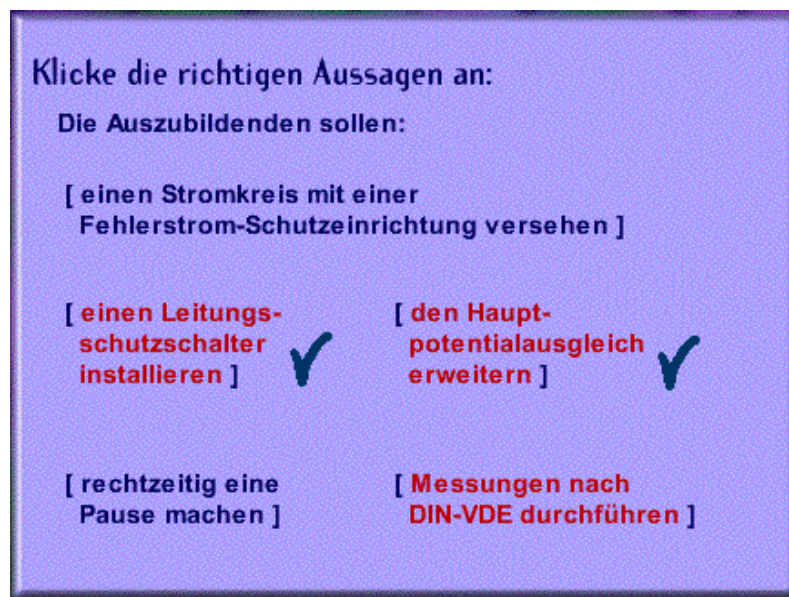 Klicke die richtigen Aussagen an:
Die Auszubildenden sollen:
[ einen Stromkreis mit einer
Fehlerstrom-Schutzeinrichtung versehen ]
[ einen Leitungs-
schutzschalter
installieren ]
[ den Haupt-
potentialausgleich
erweitern ]
[ rechtzeitig eine
Pause machen ]
[ Messungen nach
DIN-VDE durchführen ]